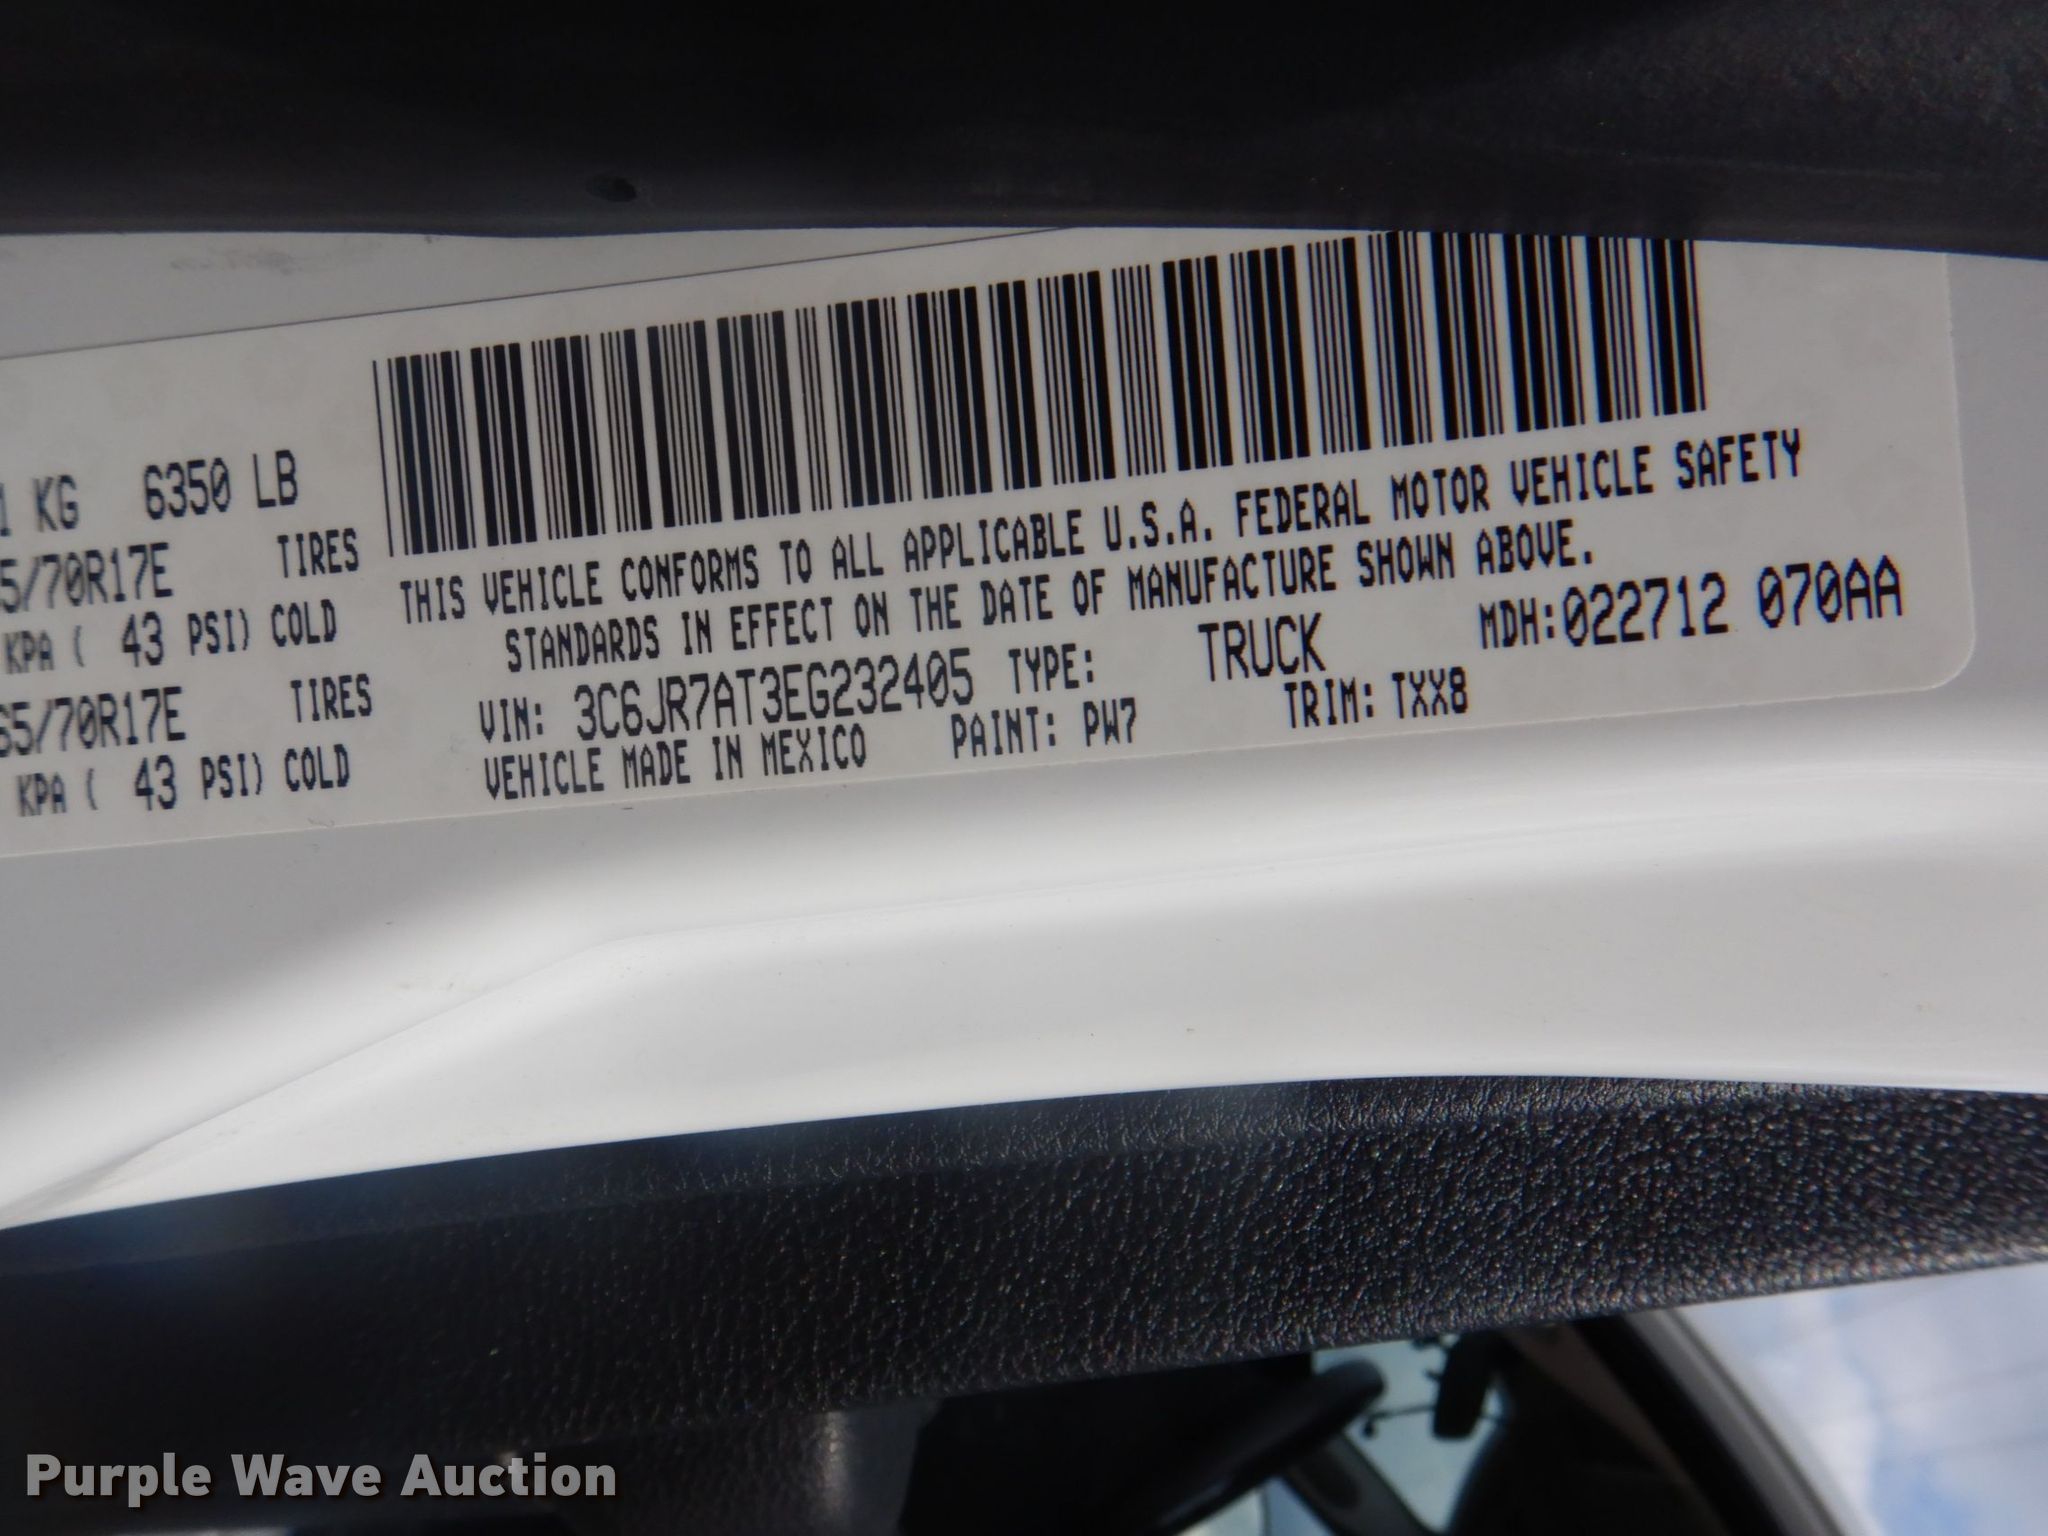 1 KG 6350 LB
5/70R17E TIRES
KPA ( 43 PSI) COLD
65/70R17E TIRES
KPA ( 43 PSI) COLD
THIS VEHICLE CONFORMS TO ALL APPLICABLE U.S.A. FEDERAL MOTOR VEHICLE SAFETY
STANDARDS IN EFFECT ON THE DATE OF MANUFACTURE SHOWN ABOVE.
VIN: 3C6JR7AT3EG232405 TYPE: TRUCK MDH:022712 070AA
VEHICLE MADE IN MEXICO PAINT: PW7 TRIM: TXX8
Purple Wave Auction